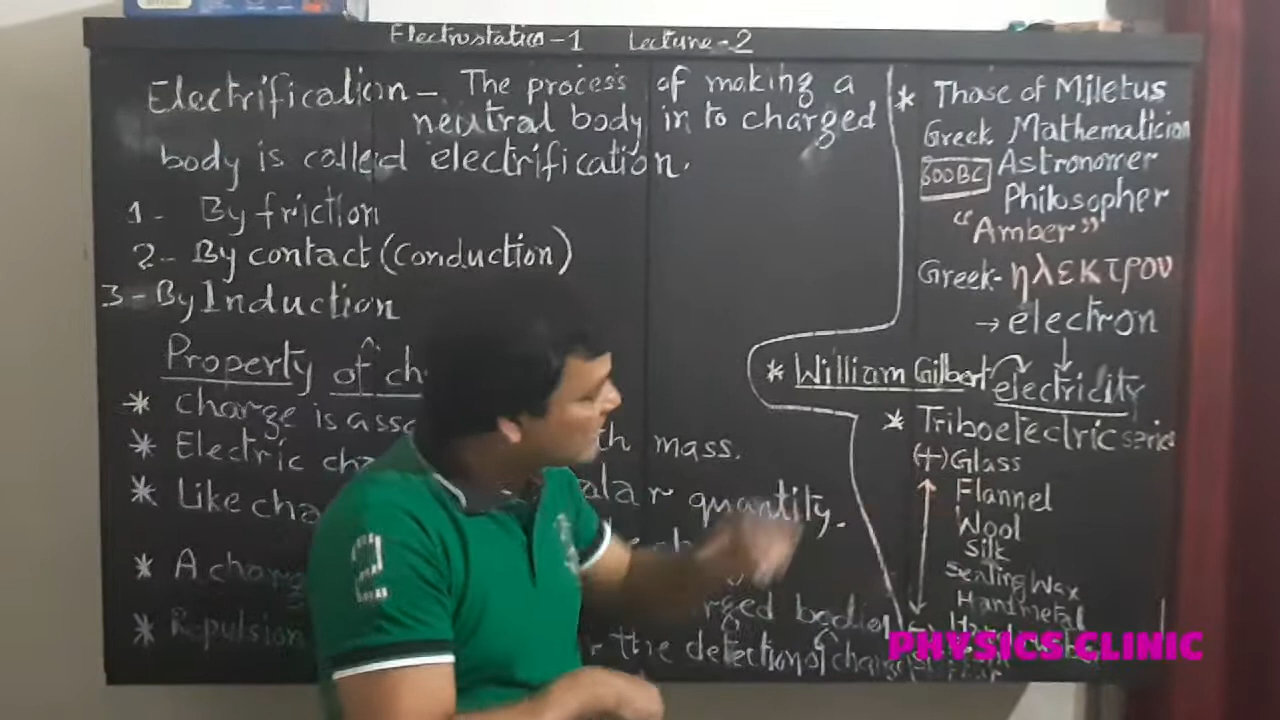 Electrostatics-1 Lecture-2
Electrification - The process of making a
neutral body in to charged
body is called electrification.
1- By friction
2- By contact (Conduction)
3- By Induction
Property of ch
* Charge is asso
th mass.
* Electric cha
alar quantity.
* Like cha
* A charg
rged bodies
* Repulsion
r the detection of charge
* Thase of Miletus
Greek Mathematician
600BC Astronomer
Philosopher
"Amber"
Greek- ηλεκτρου
→ electron
* William Gilbert electricity
* Triboelectric series
(+) Glass
Flannel
Wool
Silk
Sealing Wax
Hard metal
PHYSICS CLINIC